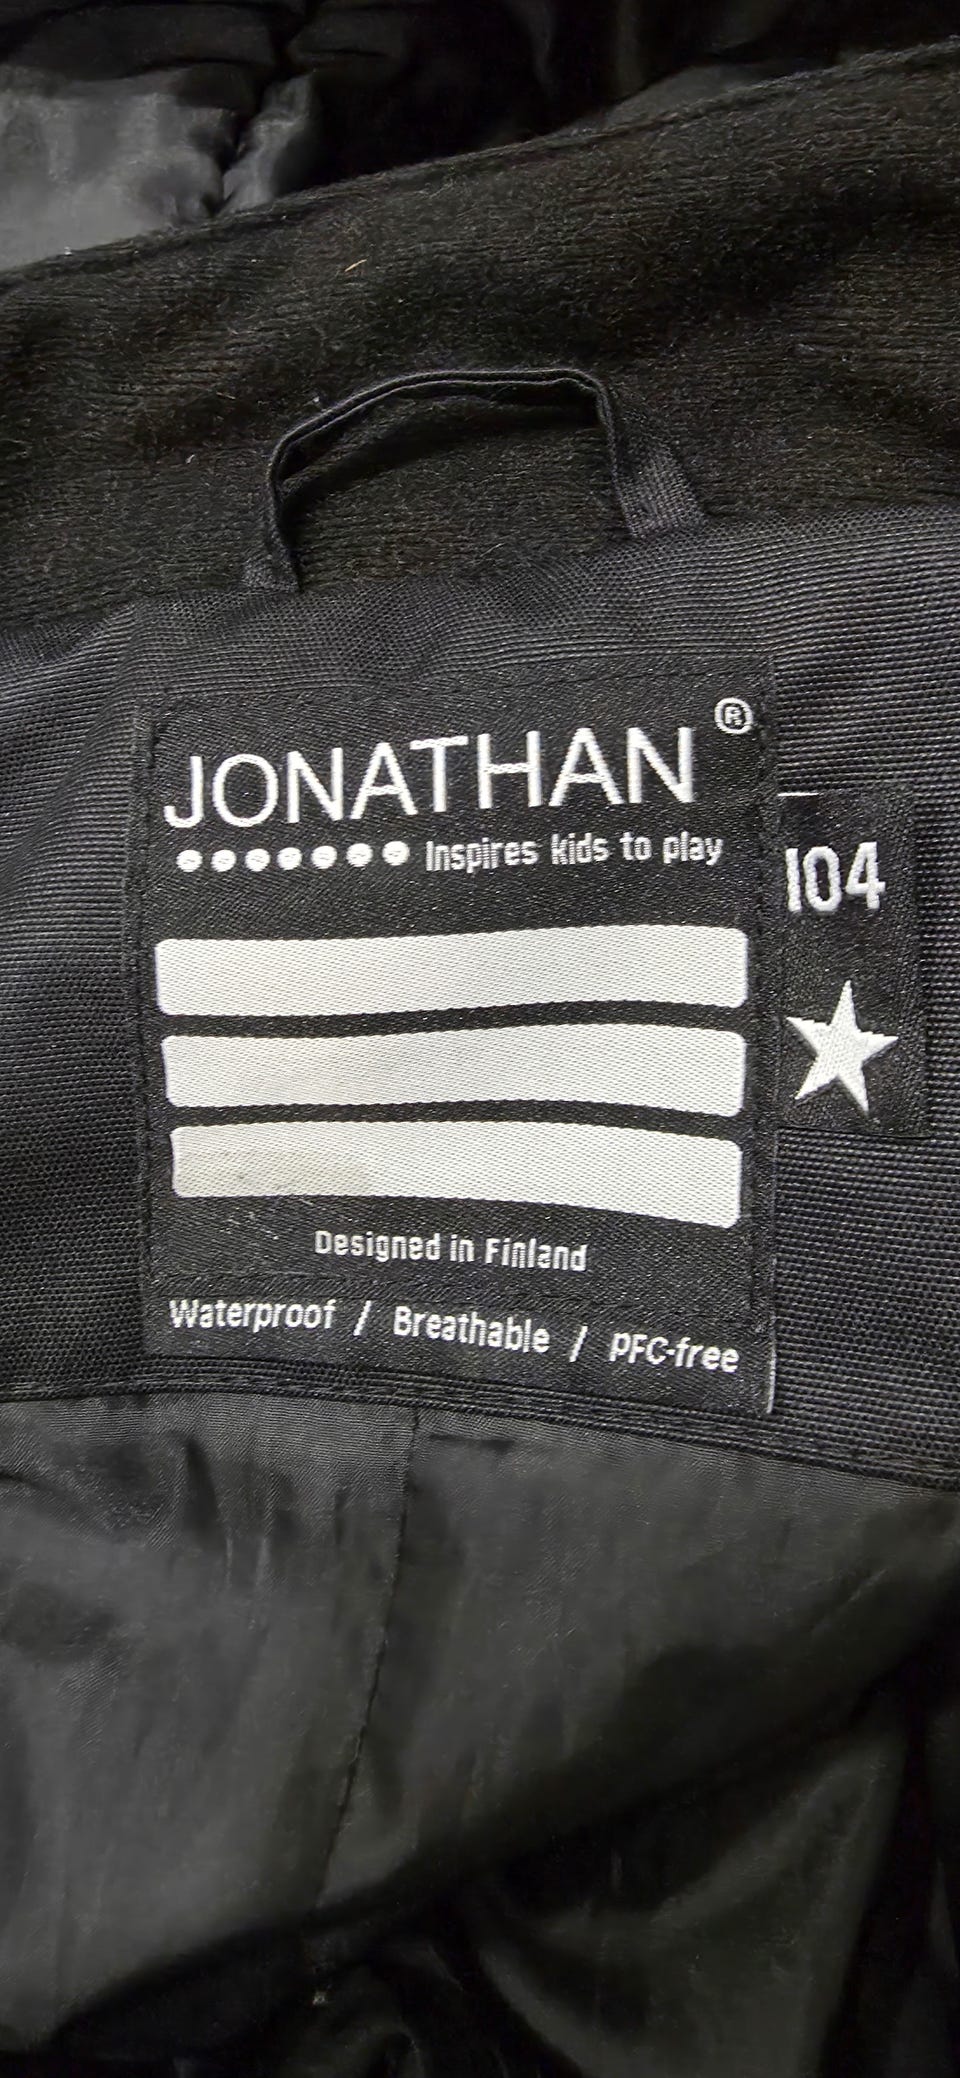 JONATHAN ®
Inspires kids to play
104
Designed in Finland
Waterproof / Breathable / PFC-free